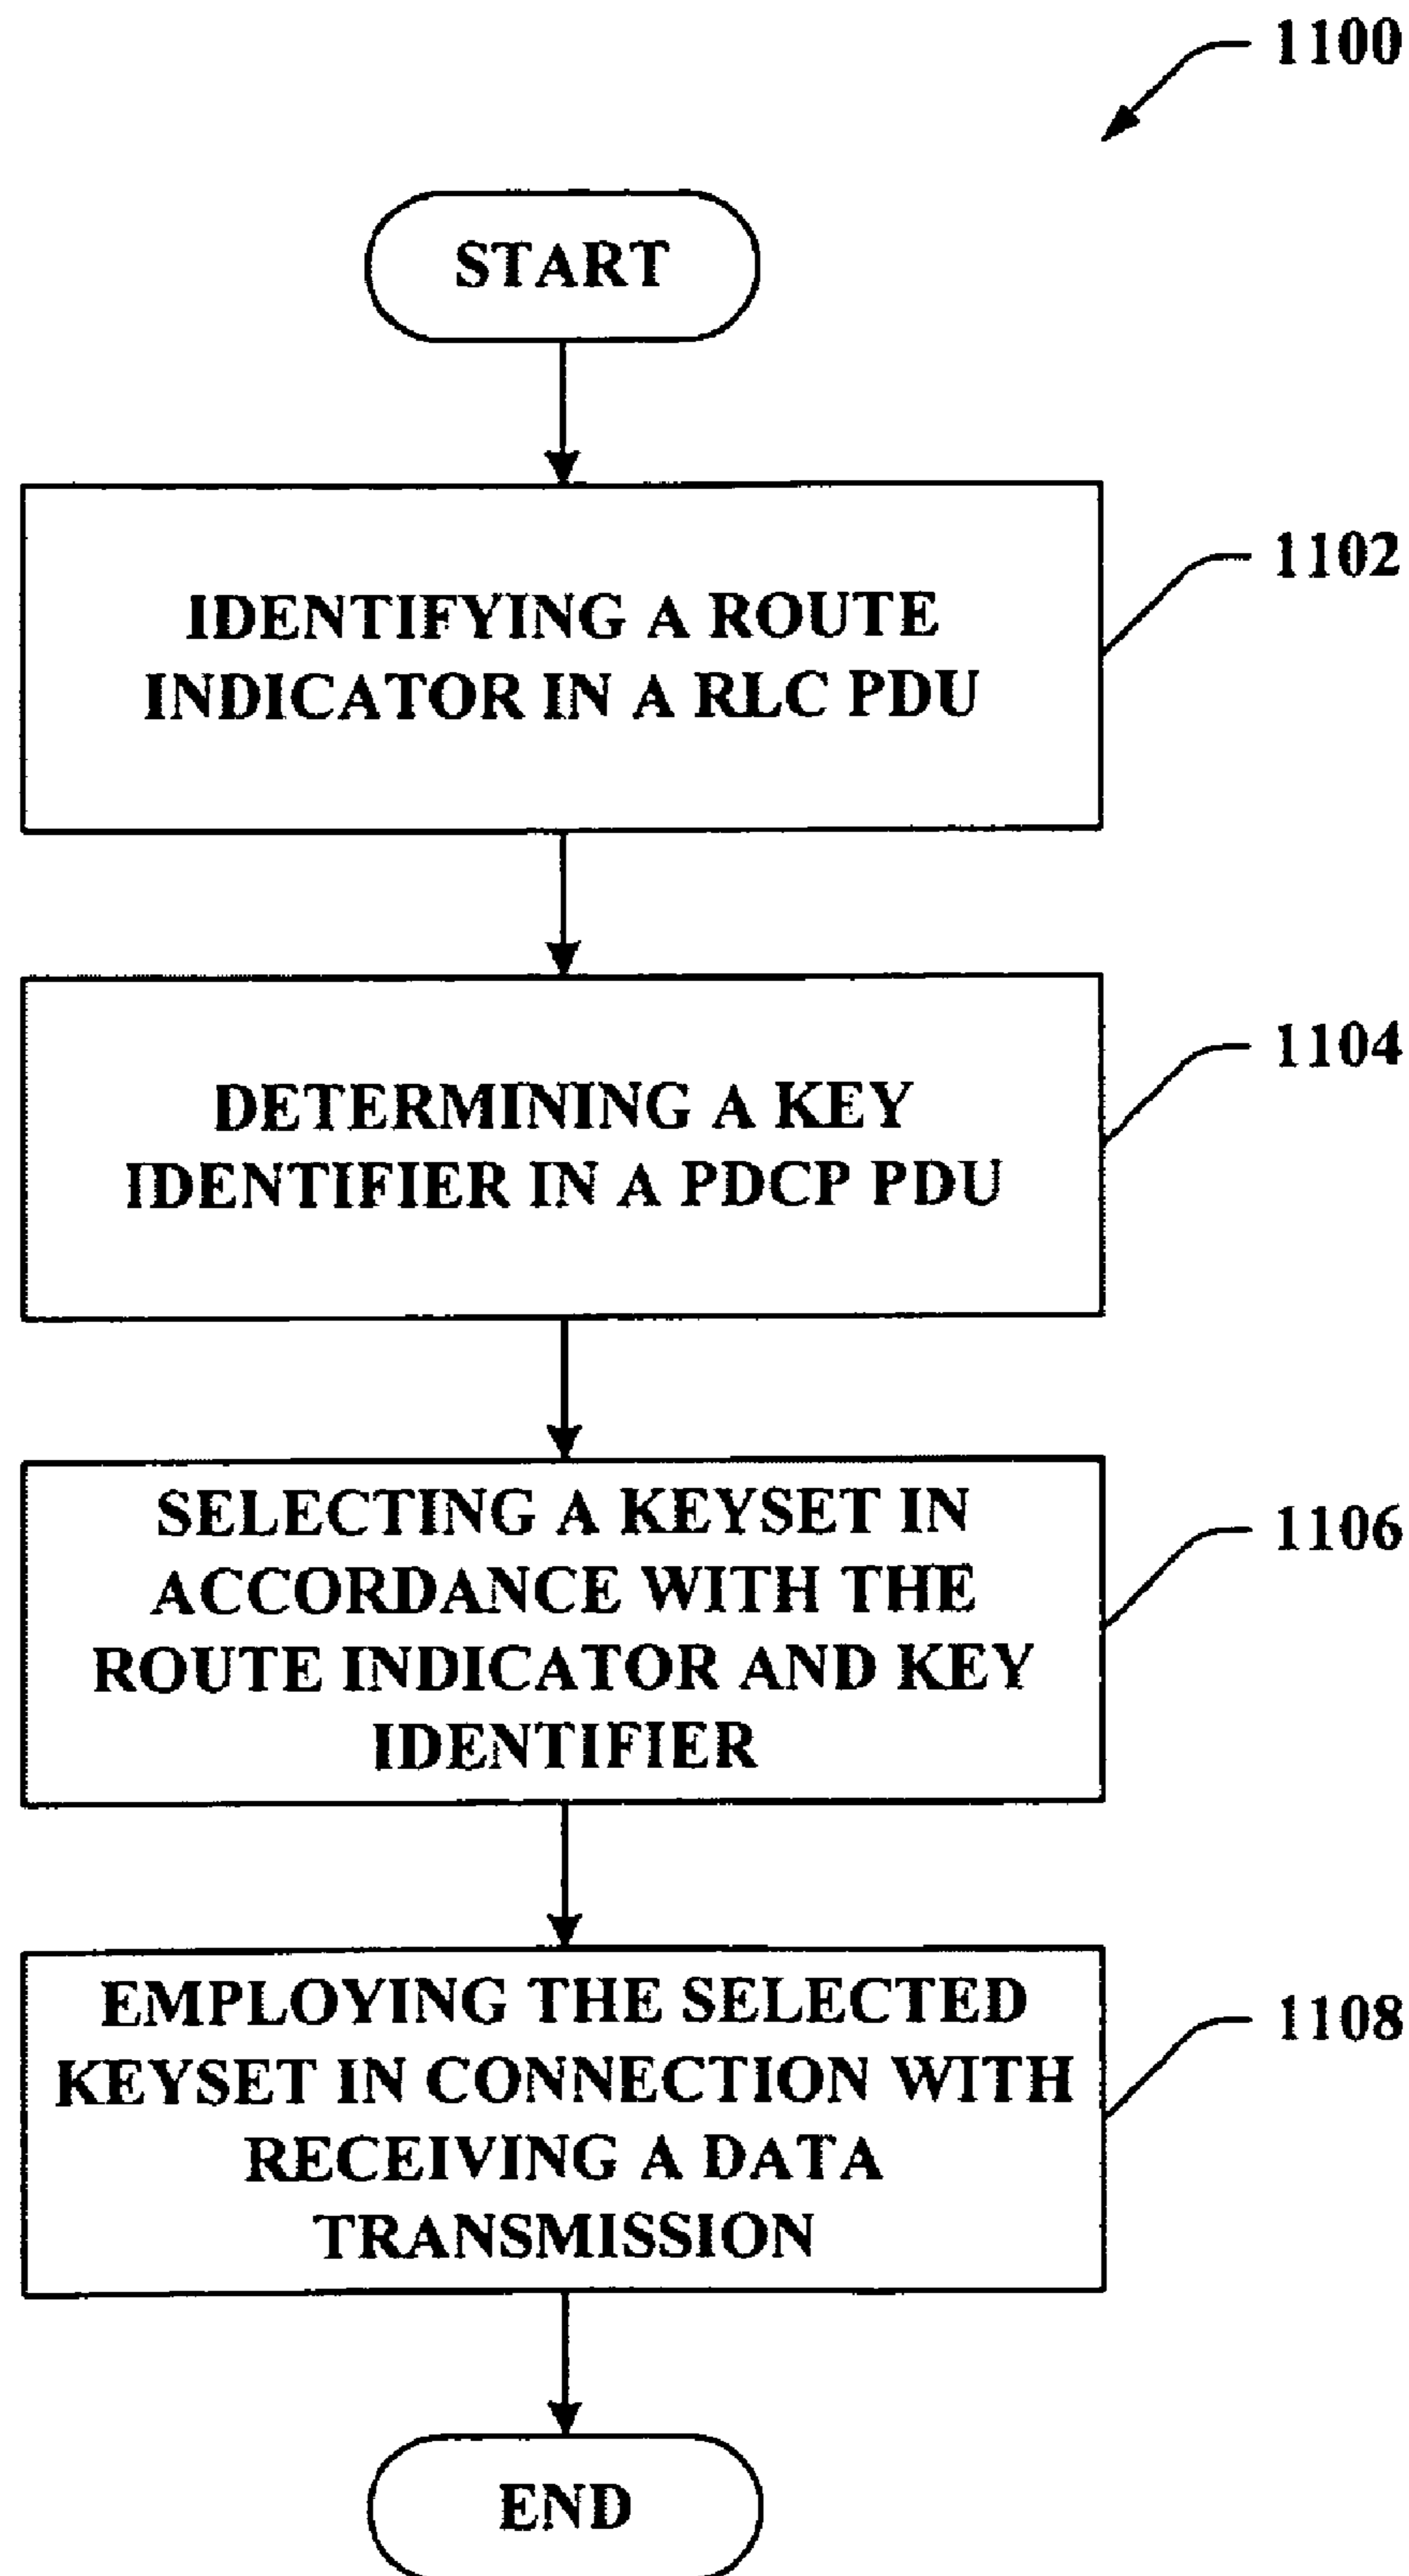 1100
START
IDENTIFYING A ROUTE
INDICATOR IN A RLC PDU
1102
DETERMINING A KEY
IDENTIFIER IN A PDCP PDU
1104
SELECTING A KEYSET IN
ACCORDANCE WITH THE
ROUTE INDICATOR AND KEY
IDENTIFIER
1106
EMPLOYING THE SELECTED
KEYSET IN CONNECTION WITH
RECEIVING A DATA
TRANSMISSION
1108
END